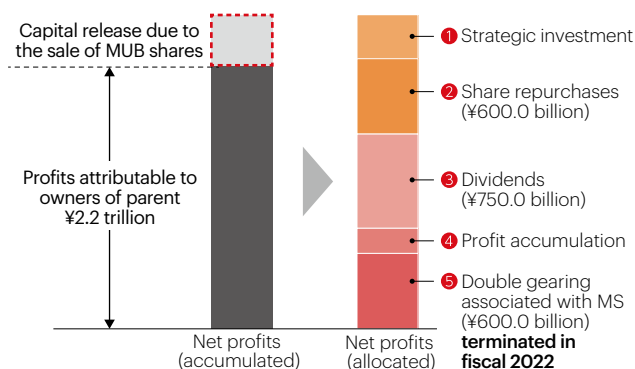 Capital release due to
the sale of MUB shares
Profits attributable to
owners of parent
¥2.2 trillion
Net profits
(accumulated)
Net profits
(allocated)
1 Strategic investment
2 Share repurchases
(¥600.0 billion)
3 Dividends
(¥750.0 billion)
4 Profit accumulation
5 Double gearing
associated with MS
(¥600.0 billion)
terminated in
fiscal 2022